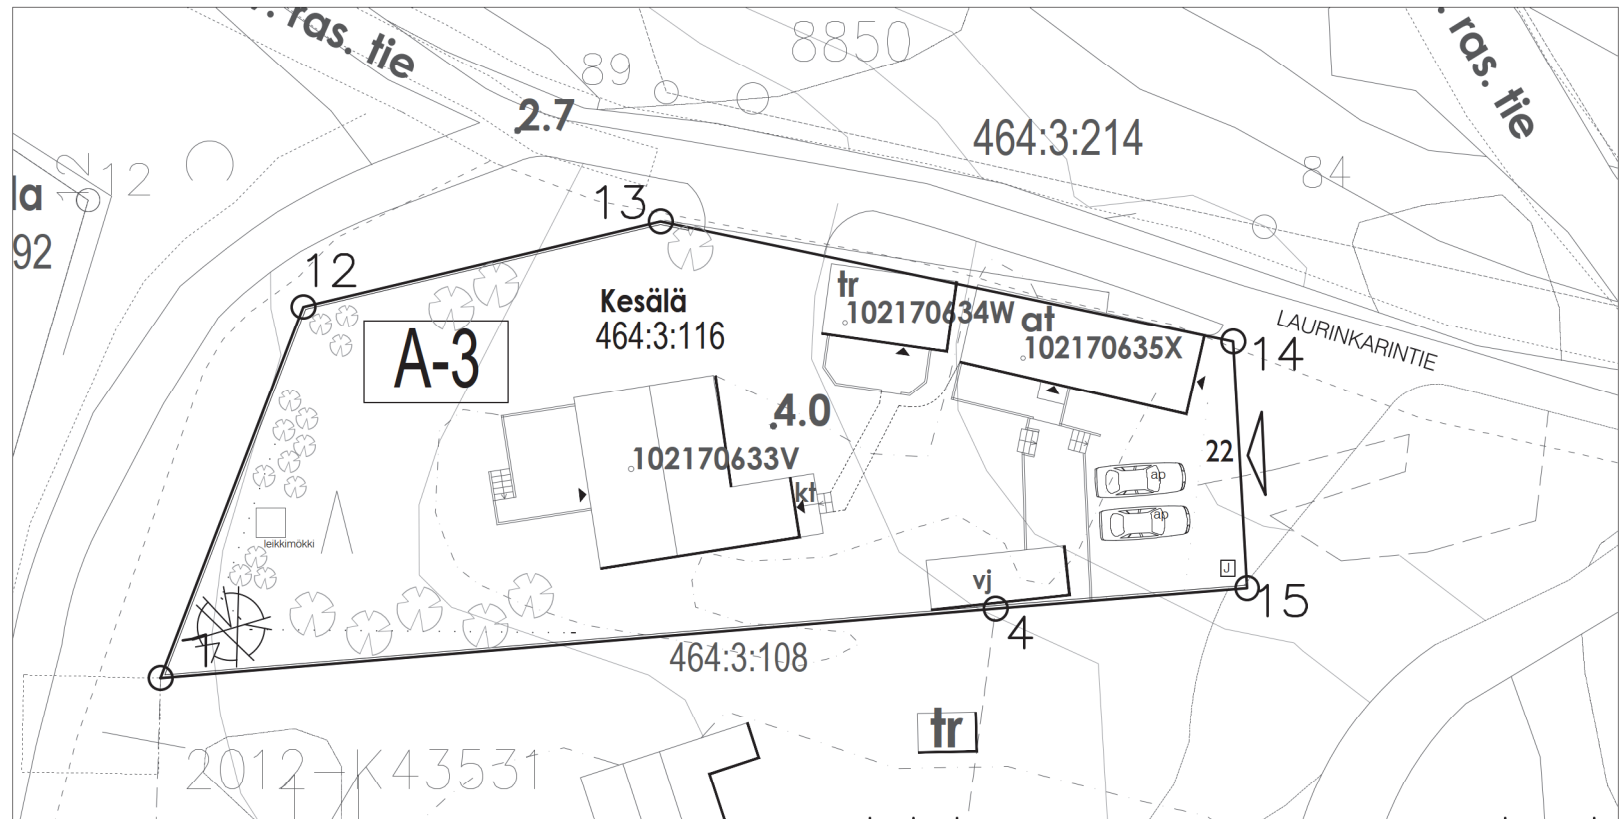 . ras. tie
89
8850
. ras. tie
2.7
464:3:214
12
12
84
la
92
13
12
Kesälä
464:3:116
A-3
tr
102170634W
at
102170635X
LAURINKARINTIE
14
4.0
102170633V
kt
22
ap
ap
leikkimökki
J
vj
15
1
4
464:3:108
tr
2012-K43531